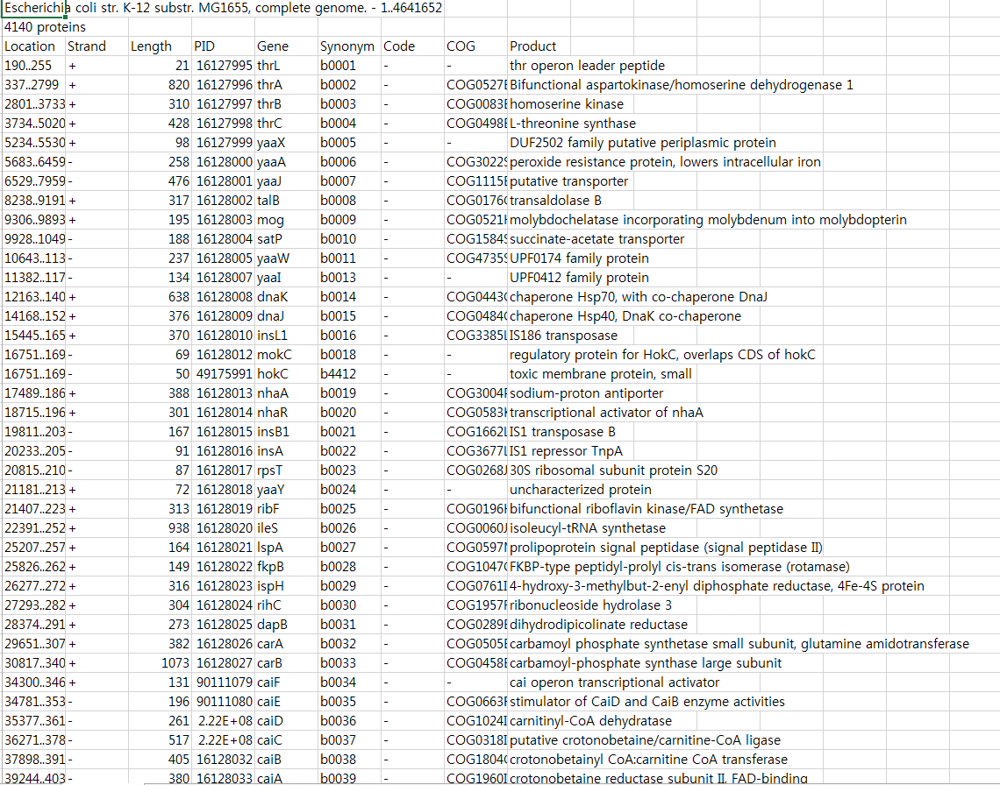 Escherichia coli str. K-12 substr. MG1655, complete genome. - 1..4641652
4140 proteins
Location Strand Length PID Gene Synonym Code COG Product
190..255 + 21 16127995 thrL b0001 - - thr operon leader peptide
337..2799 + 820 16127996 thrA b0002 - COG0527E Bifunctional aspartokinase/homoserine dehydrogenase 1
2801..3733 + 310 16127997 thrB b0003 - COG0083E homoserine kinase
3734..5020 + 428 16127998 thrC b0004 - COG0498E L-threonine synthase
5234..5530 + 98 16127999 yaaX b0005 - - DUF2502 family putative periplasmic protein
5683..6459 - 258 16128000 yaaA b0006 - COG3022S peroxide resistance protein, lowers intracellular iron
6529..7959 - 476 16128001 yaaJ b0007 - COG1115E putative transporter
8238..9191 + 317 16128002 talB b0008 - COG0176G transaldolase B
9306..9893 + 195 16128003 mog b0009 - COG0521H molybdochelatase incorporating molybdenum into molybdopterin
9928..1049 - 188 16128004 satP b0010 - COG1584S succinate-acetate transporter
10643..113 - 237 16128005 yaaW b0011 - COG4735S UPF0174 family protein
11382..117 - 134 16128007 yaaI b0013 - - UPF0412 family protein
12163..140 + 638 16128008 dnaK b0014 - COG0443O chaperone Hsp70, with co-chaperone DnaJ
14168..152 + 376 16128009 dnaJ b0015 - COG0484O chaperone Hsp40, DnaK co-chaperone
15445..165 + 370 16128010 insL1 b0016 - COG3385L IS186 transposase
16751..169 - 69 16128012 mokC b0018 - - regulatory protein for HokC, overlaps CDS of hokC
16751..169 - 50 49175991 hokC b4412 - - toxic membrane protein, small
17489..186 + 388 16128013 nhaA b0019 - COG3004P sodium-proton antiporter
18715..196 + 301 16128014 nhaR b0020 - COG0583K transcriptional activator of nhaA
19811..203 - 167 16128015 insB1 b0021 - COG1662L IS1 transposase B
20233..205 - 91 16128016 insA b0022 - COG3677L IS1 repressor TnpA
20815..210 - 87 16128017 rpsT b0023 - COG0268J 30S ribosomal subunit protein S20
21181..213 + 72 16128018 yaaY b0024 - - uncharacterized protein
21407..223 + 313 16128019 ribF b0025 - COG0196H bifunctional riboflavin kinase/FAD synthetase
22391..252 + 938 16128020 ileS b0026 - COG0060J isoleucyl-tRNA synthetase
25207..257 + 164 16128021 lspA b0027 - COG0597M prolipoprotein signal peptidase (signal peptidase II)
25826..262 + 149 16128022 fkpB b0028 - COG1047O FKBP-type peptidyl-prolyl cis-trans isomerase (rotamase)
26277..272 + 316 16128023 ispH b0029 - COG0761I 4-hydroxy-3-methylbut-2-enyl diphosphate reductase, 4Fe-4S protein
27293..282 + 304 16128024 rihC b0030 - COG1957F ribonucleoside hydrolase 3
28374..291 + 273 16128025 dapB b0031 - COG0289E dihydrodipicolinate reductase
29651..307 + 382 16128026 carA b0032 - COG0505E carbamoyl phosphate synthetase small subunit, glutamine amidotransferase
30817..340 + 1073 16128027 carB b0033 - COG0458E carbamoyl-phosphate synthase large subunit
34300..346 + 131 90111079 caiF b0034 - - cai operon transcriptional activator
34781..353 - 196 90111080 caiE b0035 - COG0663R stimulator of CaiD and CaiB enzyme activities
35377..361 - 261 2.22E+08 caiD b0036 - COG1024I carnitinyl-CoA dehydratase
36271..378 - 517 2.22E+08 caiC b0037 - COG0318I putative crotonobetaine/carnitine-CoA ligase
37898..391 - 405 16128032 caiB b0038 - COG1804C crotonobetainyl CoA:carnitine CoA transferase
39244..403 - 380 16128033 caiA b0039 - COG1960I crotonobetaine reductase subunit II, FAD-binding